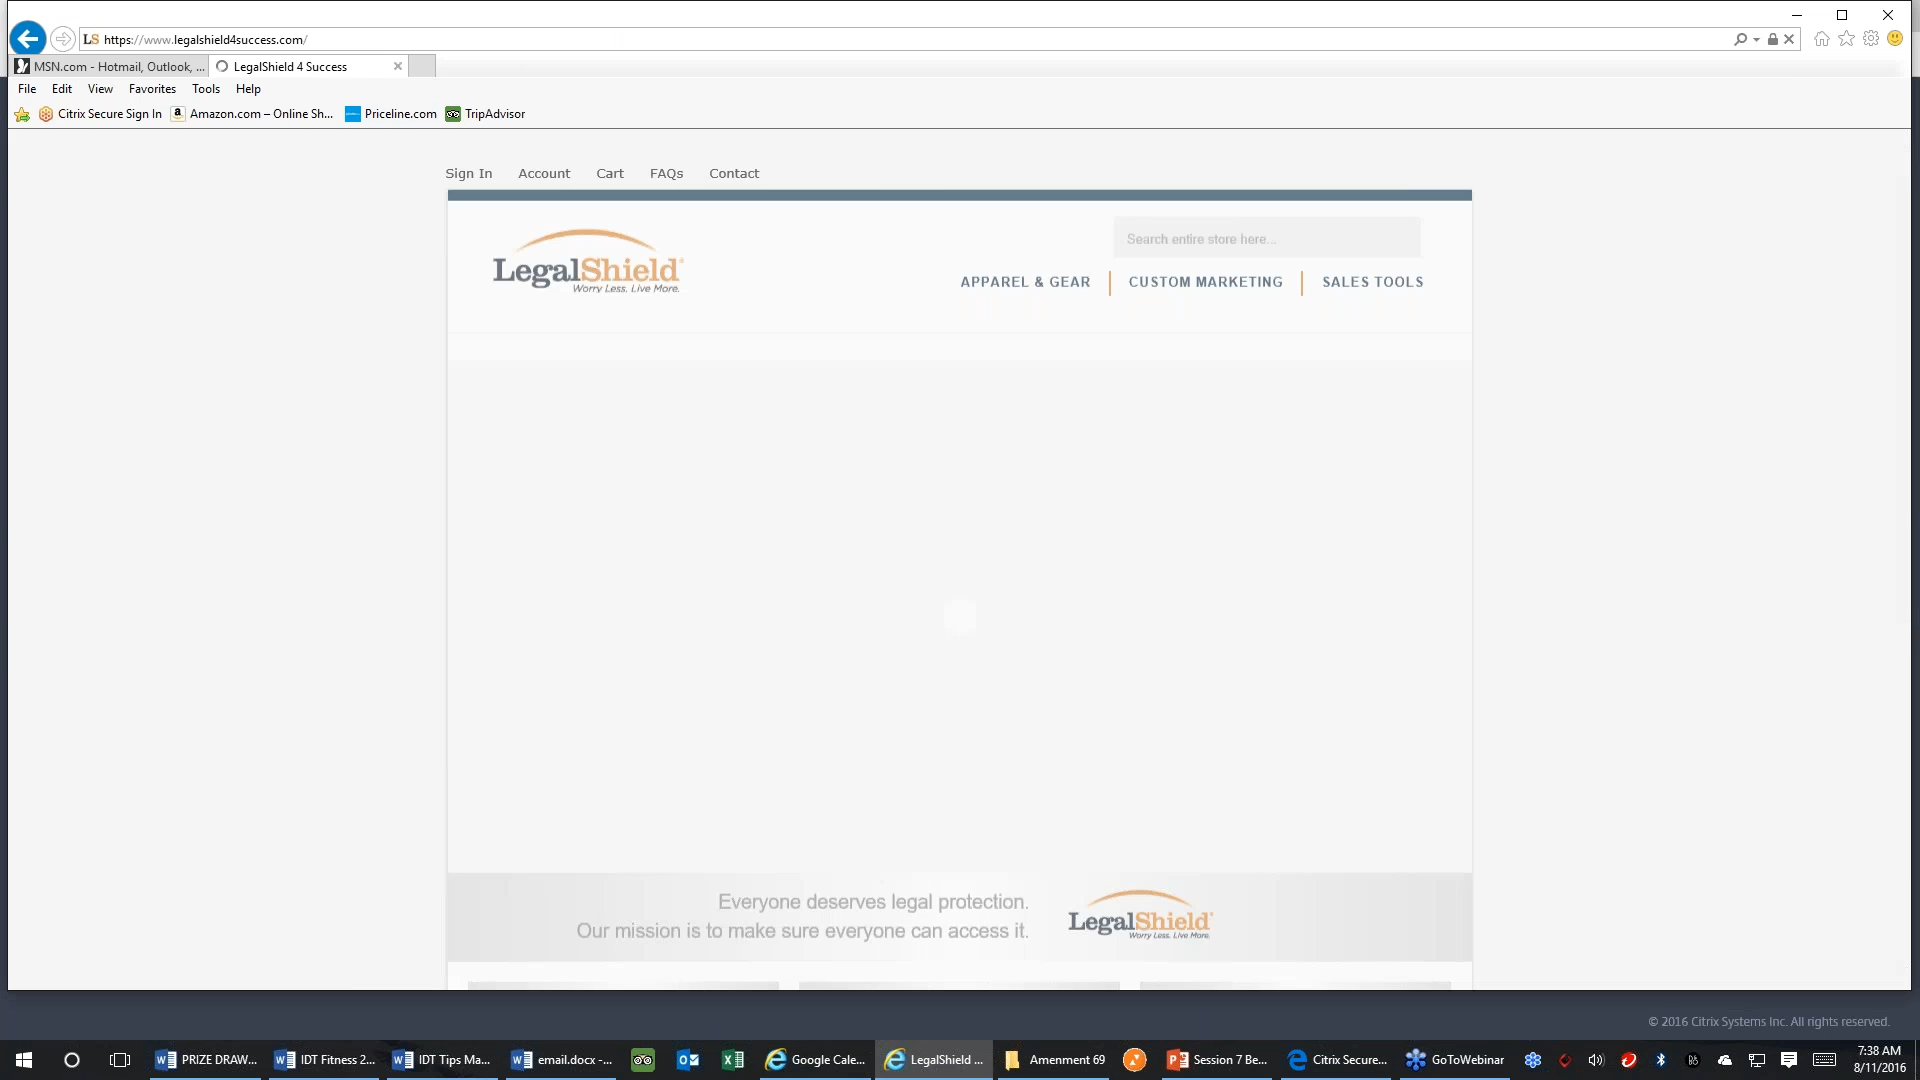 LS https://www.legalshield4success.com/
MSN.com - Hotmail, Outlook, ...
LegalShield 4 Success
File Edit View Favorites Tools Help
Citrix Secure Sign In
a Amazon.com – Online Sh...
Priceline.com
TripAdvisor
Sign In Account Cart FAQs Contact
LegalShield®
Worry Less. Live More.
Search entire store here...
APPAREL & GEAR
CUSTOM MARKETING
SALES TOOLS
Everyone deserves legal protection.
Our mission is to make sure everyone can access it.
LegalShield®
Worry Less. Live More.
© 2016 Citrix Systems Inc. All rights reserved.
PRIZE DRAW...
IDT Fitness 2...
IDT Tips Ma...
email.docx -...
Google Cale...
LegalShield ...
Amenment 69
Session 7 Be...
Citrix Secure...
GoToWebinar
7:38 AM
8/11/2016